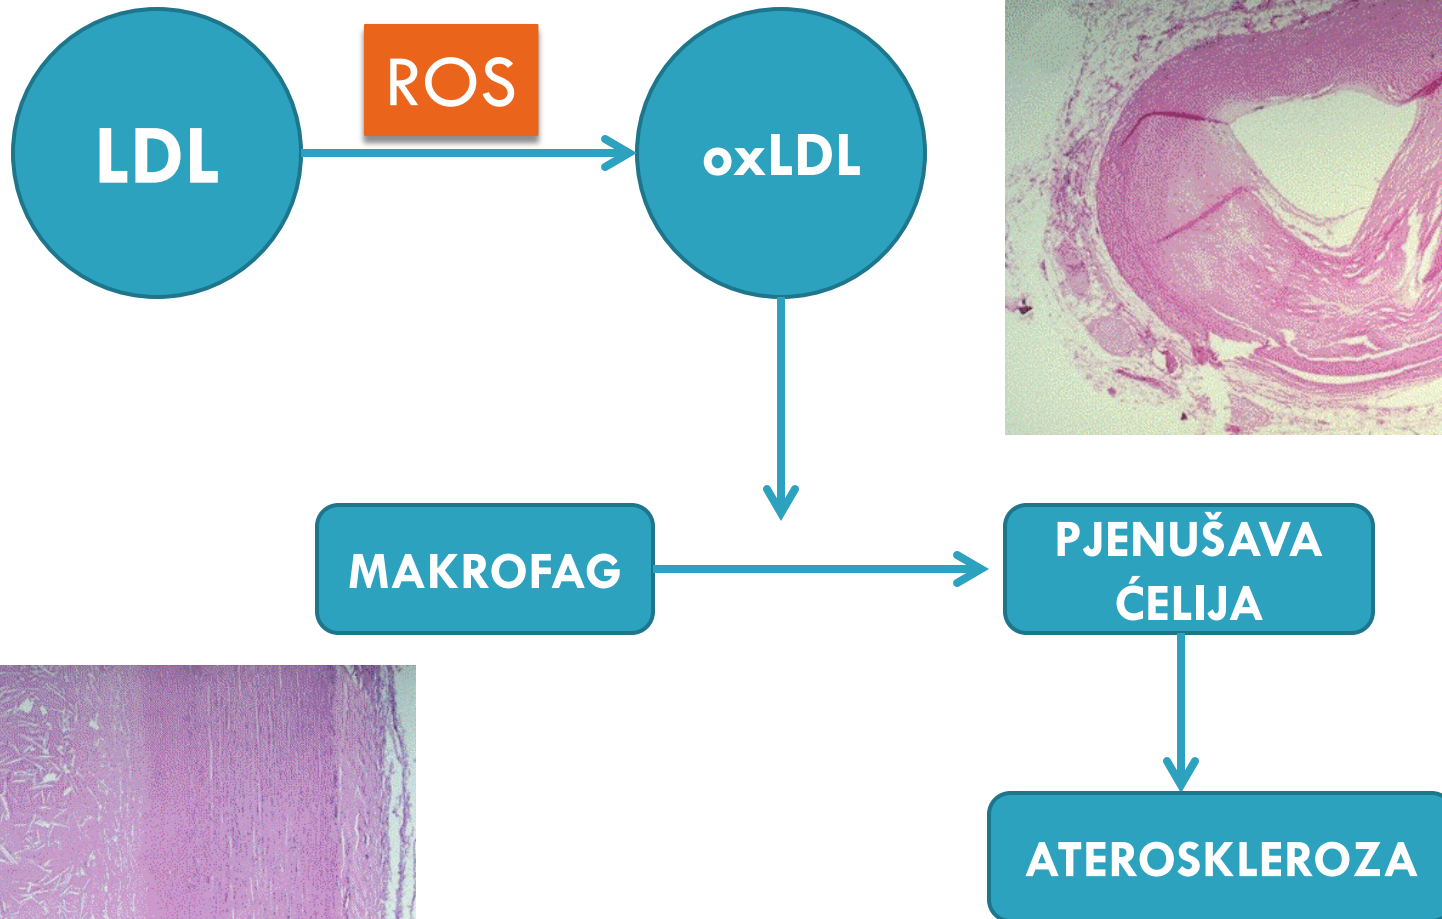 ROS
LDL
oxLDL
MAKROFAG
PJENUŠAVA
ĆELIJA
ATEROSKLEROZA